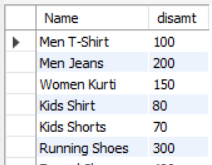 Name disamt
Men T-Shirt 100
Men Jeans 200
Women Kurti 150
Kids Shirt 80
Kids Shorts 70
Running Shoes 300